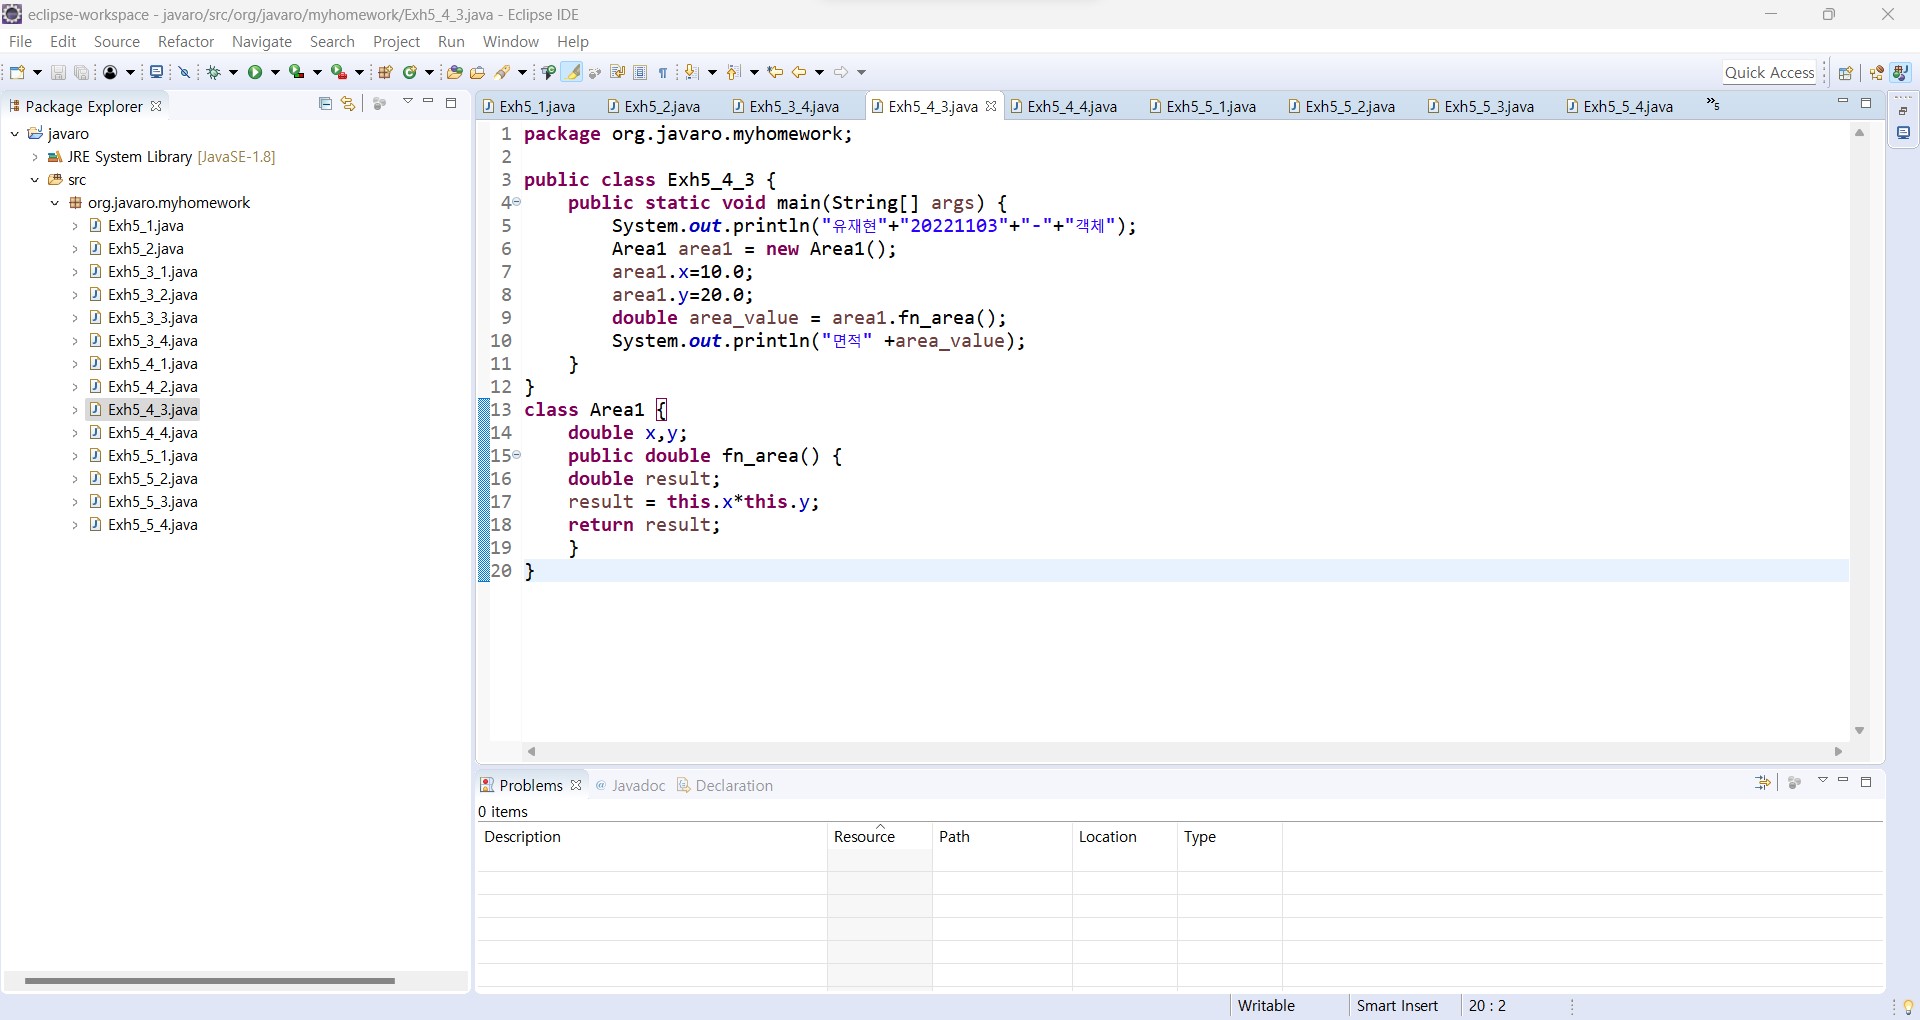 eclipse-workspace - javaro/src/org/javaro/myhomework/Exh5_4_3.java - Eclipse IDE
File Edit Source Refactor Navigate Search Project Run Window Help
Quick Access
Package Explorer
javaro
JRE System Library [JavaSE-1.8]
src
org.javaro.myhomework
Exh5_1.java
Exh5_2.java
Exh5_3_1.java
Exh5_3_2.java
Exh5_3_3.java
Exh5_3_4.java
Exh5_4_1.java
Exh5_4_2.java
Exh5_4_3.java
Exh5_4_4.java
Exh5_5_1.java
Exh5_5_2.java
Exh5_5_3.java
Exh5_5_4.java
Exh5_1.java Exh5_2.java Exh5_3_4.java Exh5_4_3.java Exh5_4_4.java Exh5_5_1.java Exh5_5_2.java Exh5_5_3.java Exh5_5_4.java »5
1 package org.javaro.myhomework;
2
3 public class Exh5_4_3 {
4 public static void main(String[] args) {
5 System.out.println("유재현"+"20221103"+"-"+"객체");
6 Area1 area1 = new Area1();
7 area1.x=10.0;
8 area1.y=20.0;
9 double area_value = area1.fn_area();
10 System.out.println("면적" +area_value);
11 }
12 }
13 class Area1 {
14 double x,y;
15 public double fn_area() {
16 double result;
17 result = this.x*this.y;
18 return result;
19 }
20 }
Problems @ Javadoc Declaration
0 items
Description Resource Path Location Type
Writable Smart Insert 20 : 2